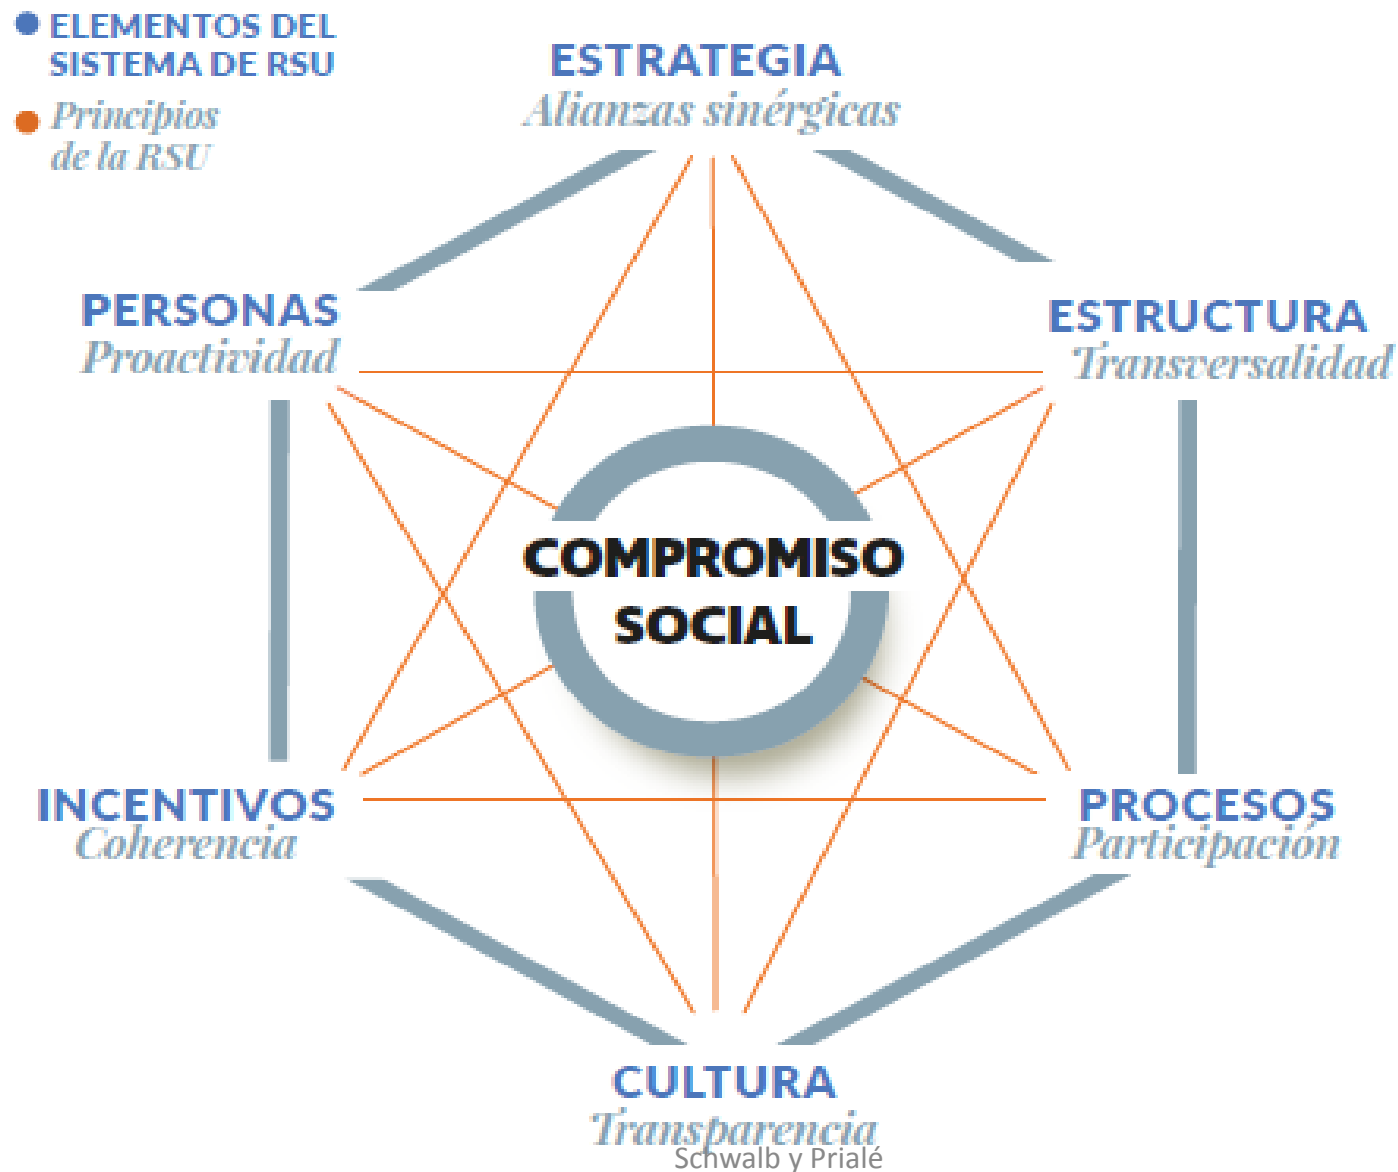 ELEMENTOS DEL
SISTEMA DE RSU
Principios
de la RSU
ESTRATEGIA
Alianzas sinérgicas
PERSONAS
Proactividad
ESTRUCTURA
Transversalidad
COMPROMISO
SOCIAL
INCENTIVOS
Coherencia
PROCESOS
Participación
CULTURA
Transparencia
Schwalb y Prialé